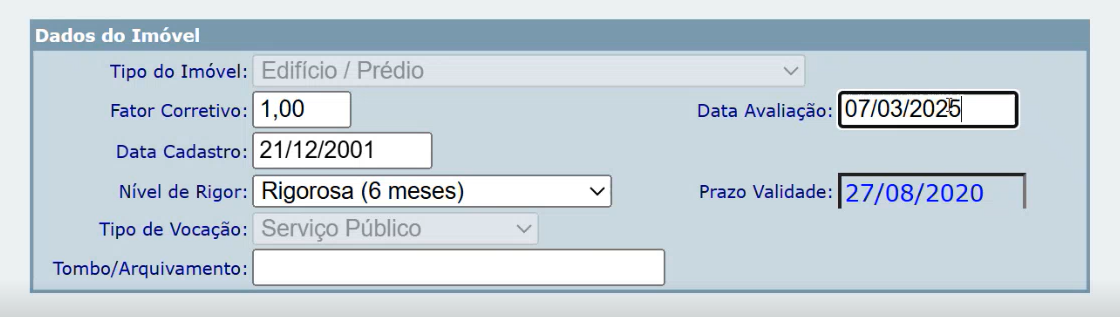 Dados do Imóvel
Tipo do Imóvel: Edifício / Prédio
Fator Corretivo: 1,00 Data Avaliação: 07/03/2025
Data Cadastro: 21/12/2001
Nível de Rigor: Rigorosa (6 meses) Prazo Validade: 27/08/2020
Tipo de Vocação: Serviço Público
Tombo/Arquivamento: